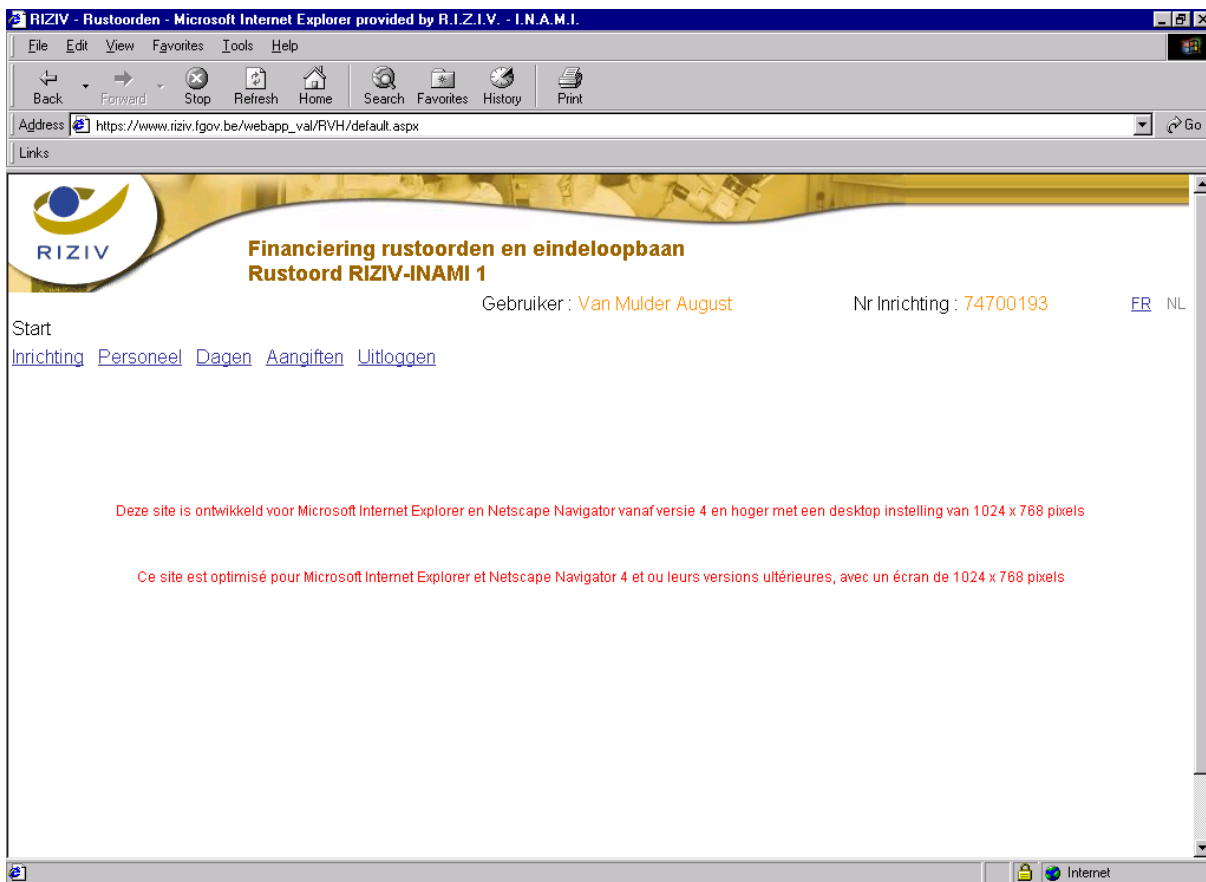 RIZIV - Rustoorden - Microsoft Internet Explorer provided by R.I.Z.I.V. - I.N.A.M.I.
File Edit View Favorites Tools Help
Back Forward Stop Refresh Home Search Favorites History Print
Address https://www.riziv.fgov.be/webapp_val/RVH/default.aspx Go
Links
RIZIV
Financiering rustoorden en eindeloopbaan
Rustoord RIZIV-INAMI 1
Gebruiker : Van Mulder August Nr Inrichting : 74700193 FR NL
Start
Inrichting Personeel Dagen Aangiften Uitloggen
Deze site is ontwikkeld voor Microsoft Internet Explorer en Netscape Navigator vanaf versie 4 en hoger met een desktop instelling van 1024 x 768 pixels
Ce site est optimisé pour Microsoft Internet Explorer et Netscape Navigator 4 et ou leurs versions ultérieures, avec un écran de 1024 x 768 pixels
Internet